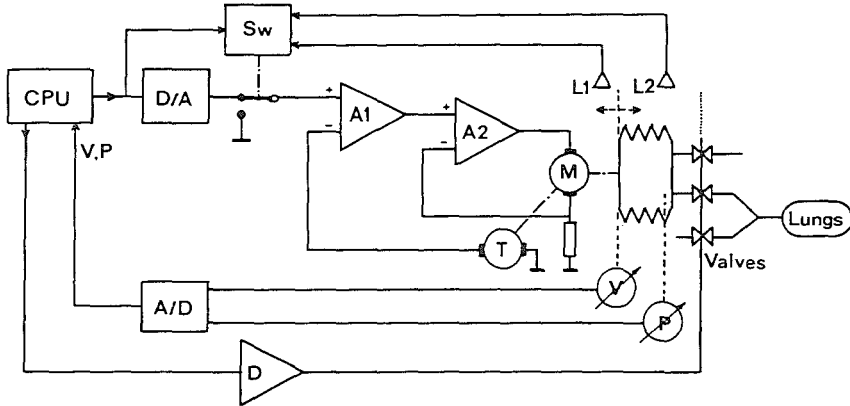 Sw
L1
L2
CPU
D/A
+
-
A1
+
-
A2
M
V,P
T
Lungs
Valves
A/D
V
P
D